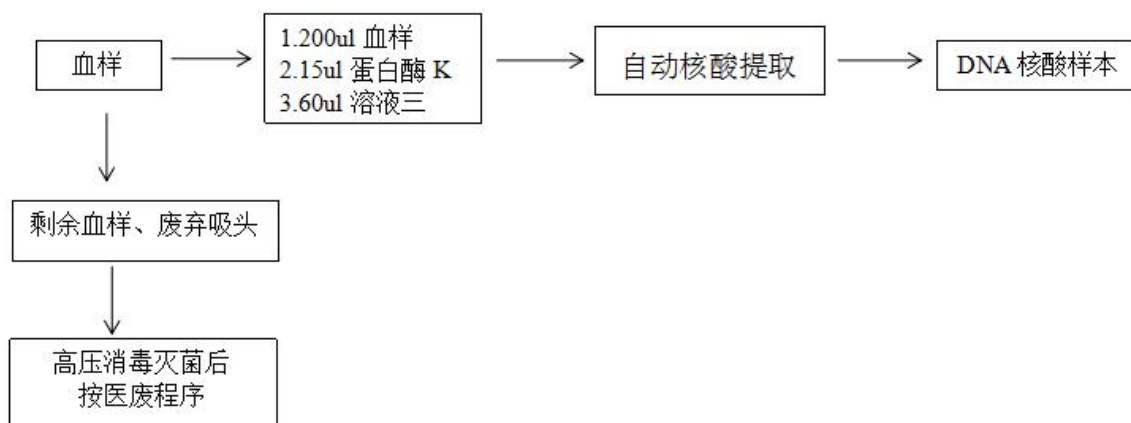 血样
1.200ul 血样
2.15ul 蛋白酶 K
3.60ul 溶液三
自动核酸提取
DNA 核酸样本
剩余血样、废弃吸头
高压消毒灭菌后
按医废程序